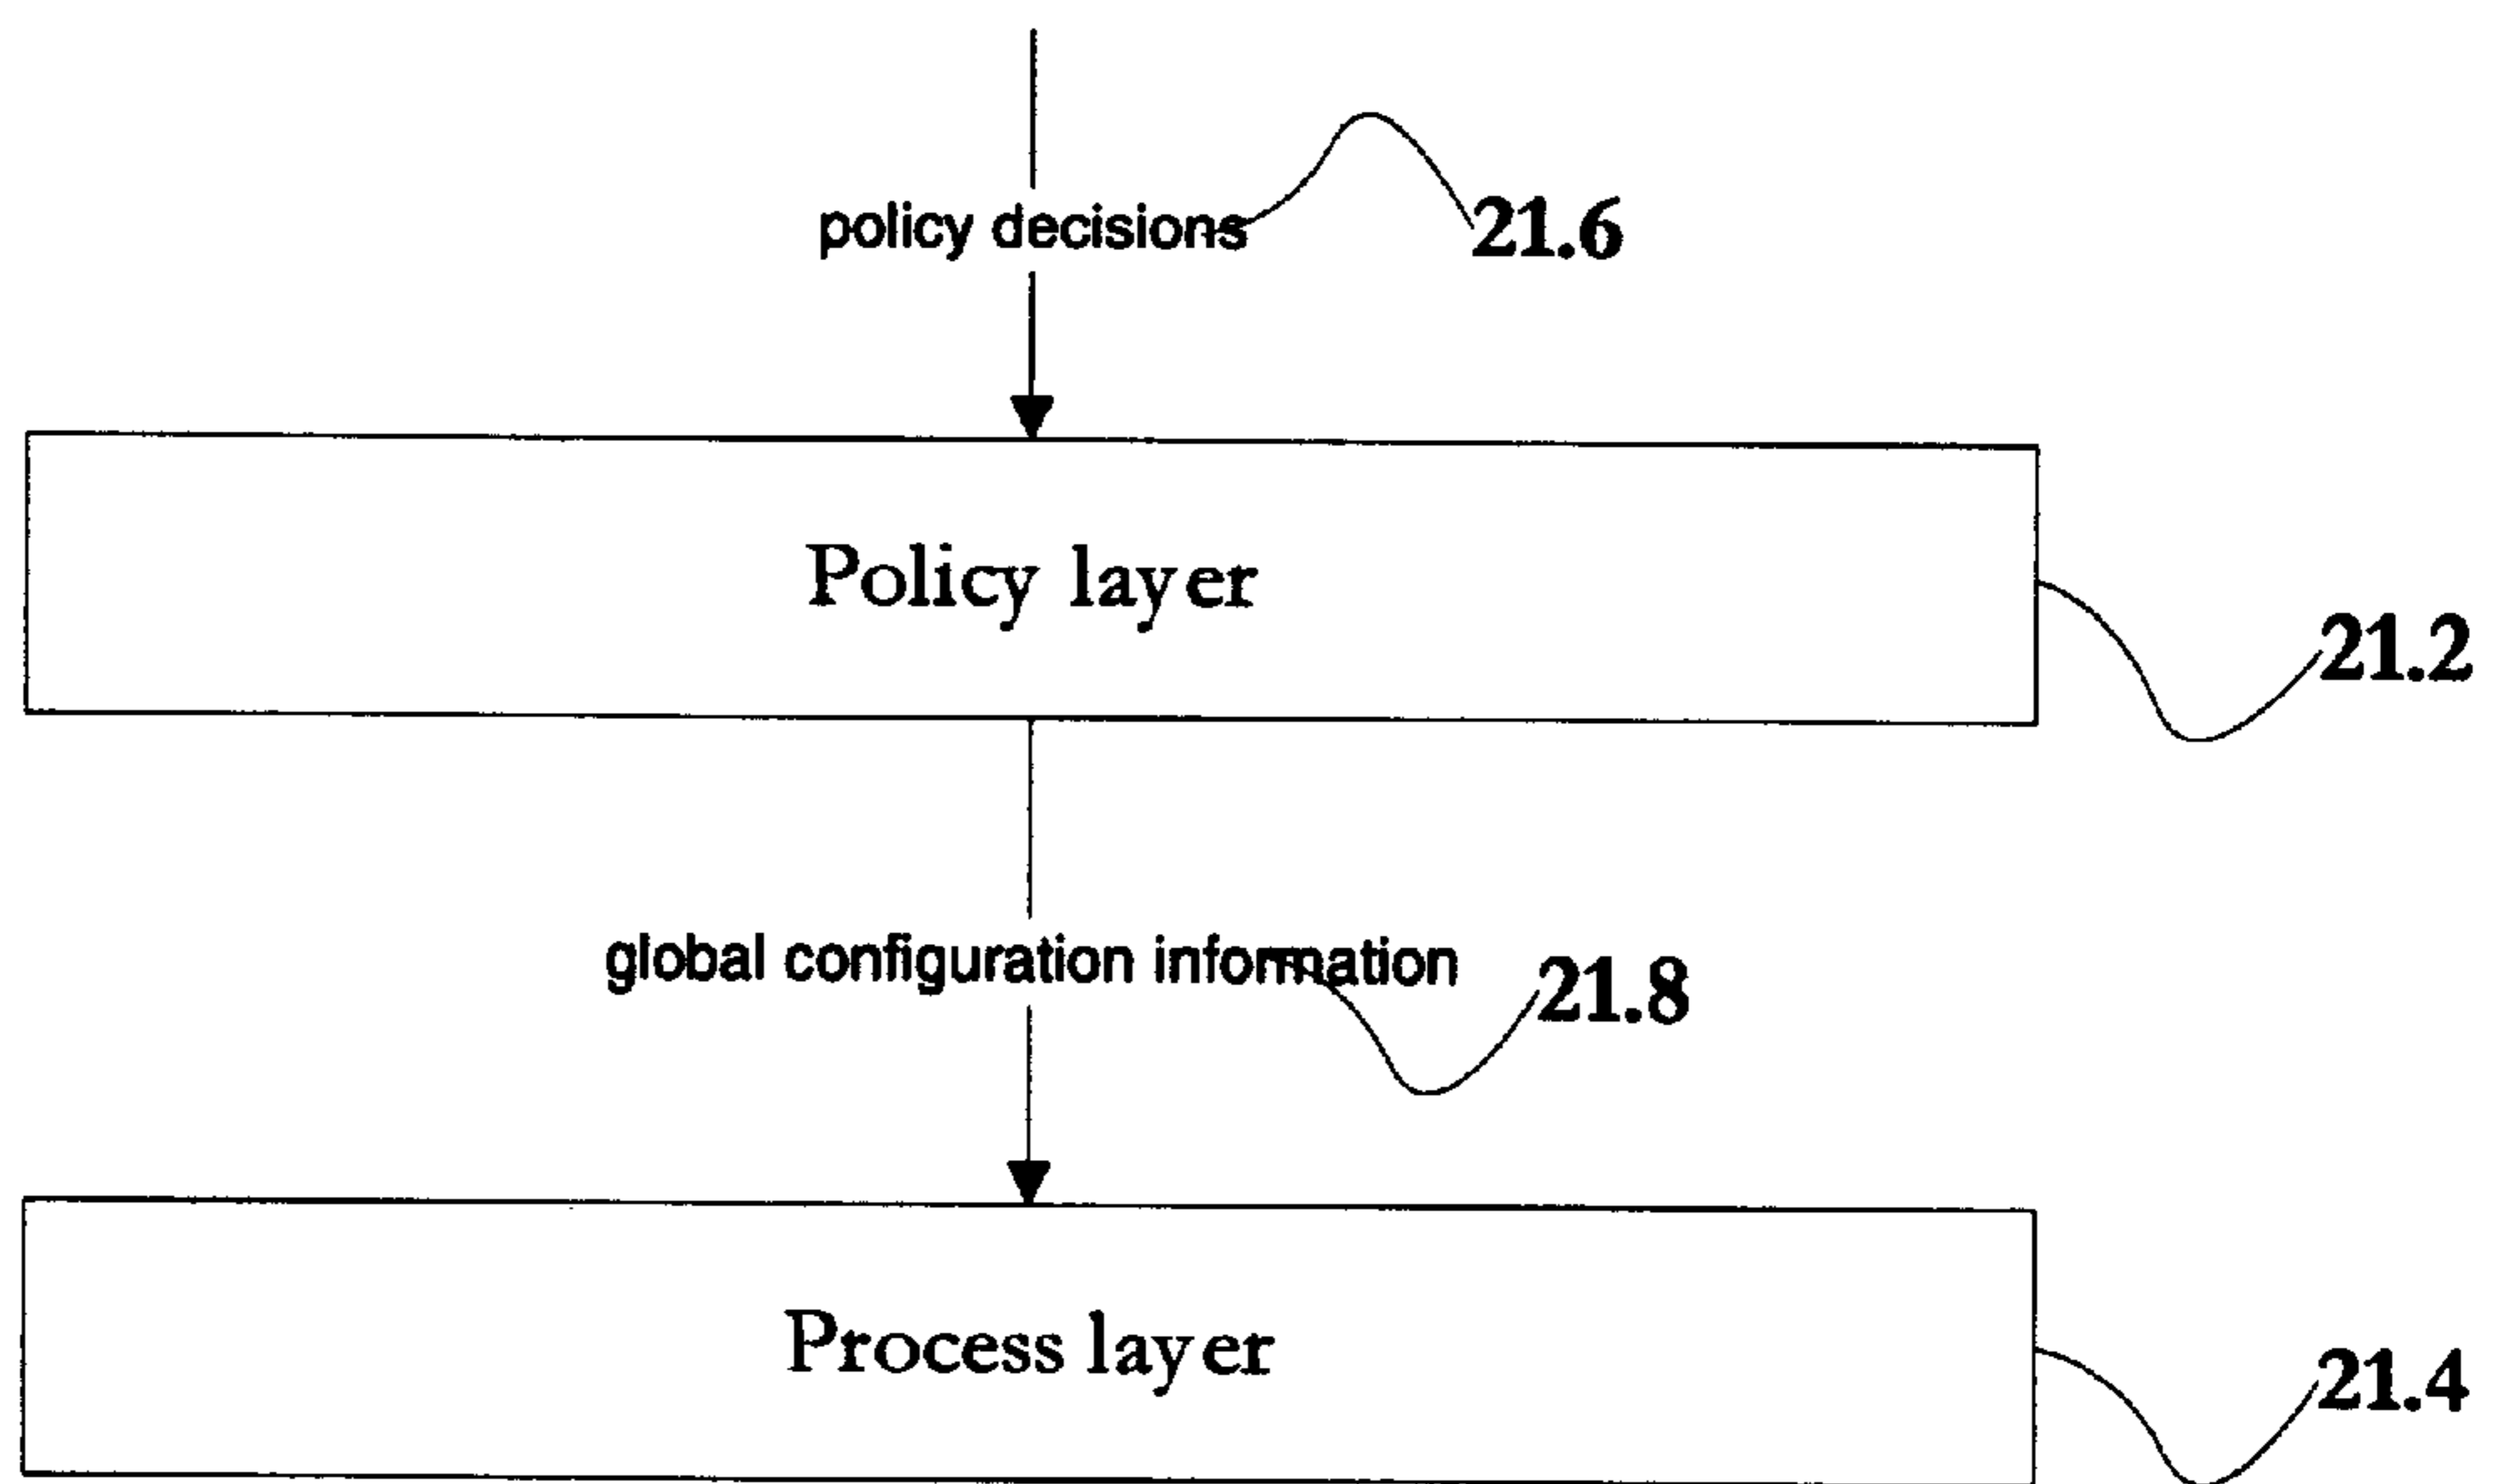 policy decisions
21.6
Policy layer
21.2
global configuration information
21.8
Process layer
21.4